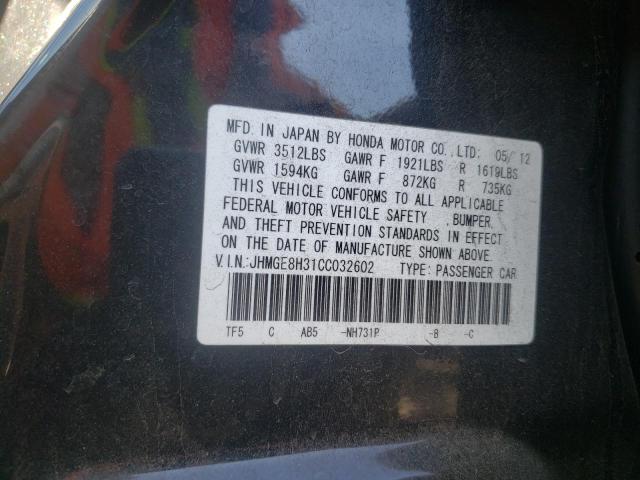 MFD. IN JAPAN BY HONDA MOTOR CO., LTD: 05/12
GVWR 3512LBS GAWR F 1921LBS R 1619LBS
GVWR 1594KG GAWR F 872KG R 735KG
THIS VEHICLE CONFORMS TO ALL APPLICABLE
FEDERAL MOTOR VEHICLE SAFETY , BUMPER,
AND THEFT PREVENTION STANDARDS IN EFFECT
ON THE DATE OF MANUFACTURE SHOWN ABOVE.
V.I.N.:JHMGE8H31CC032602 TYPE: PASSENGER CAR
TF5 C AB5 -NH731P -8 -C